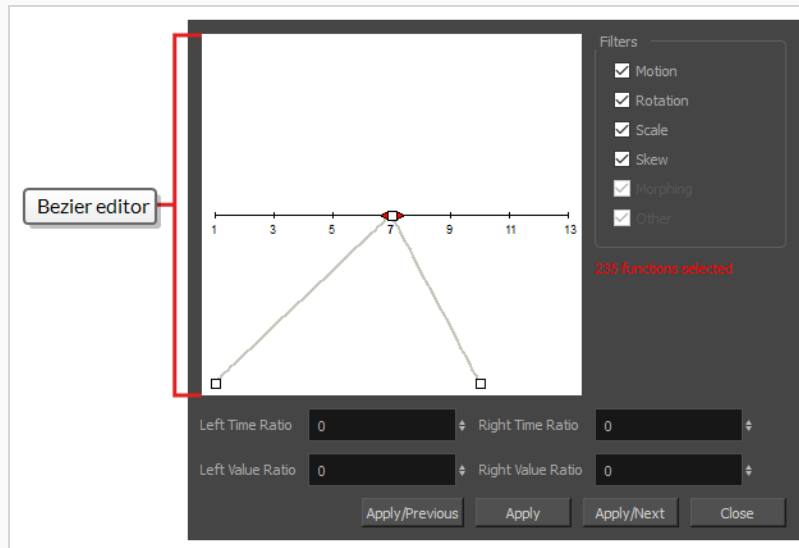 Bezier editor
1 3 5 7 9 11 13
Filters
Motion
Rotation
Scale
Skew
Morphing
Other
235 functions selected
Left Time Ratio 0 Right Time Ratio 0
Left Value Ratio 0 Right Value Ratio 0
Apply/Previous Apply Apply/Next Close